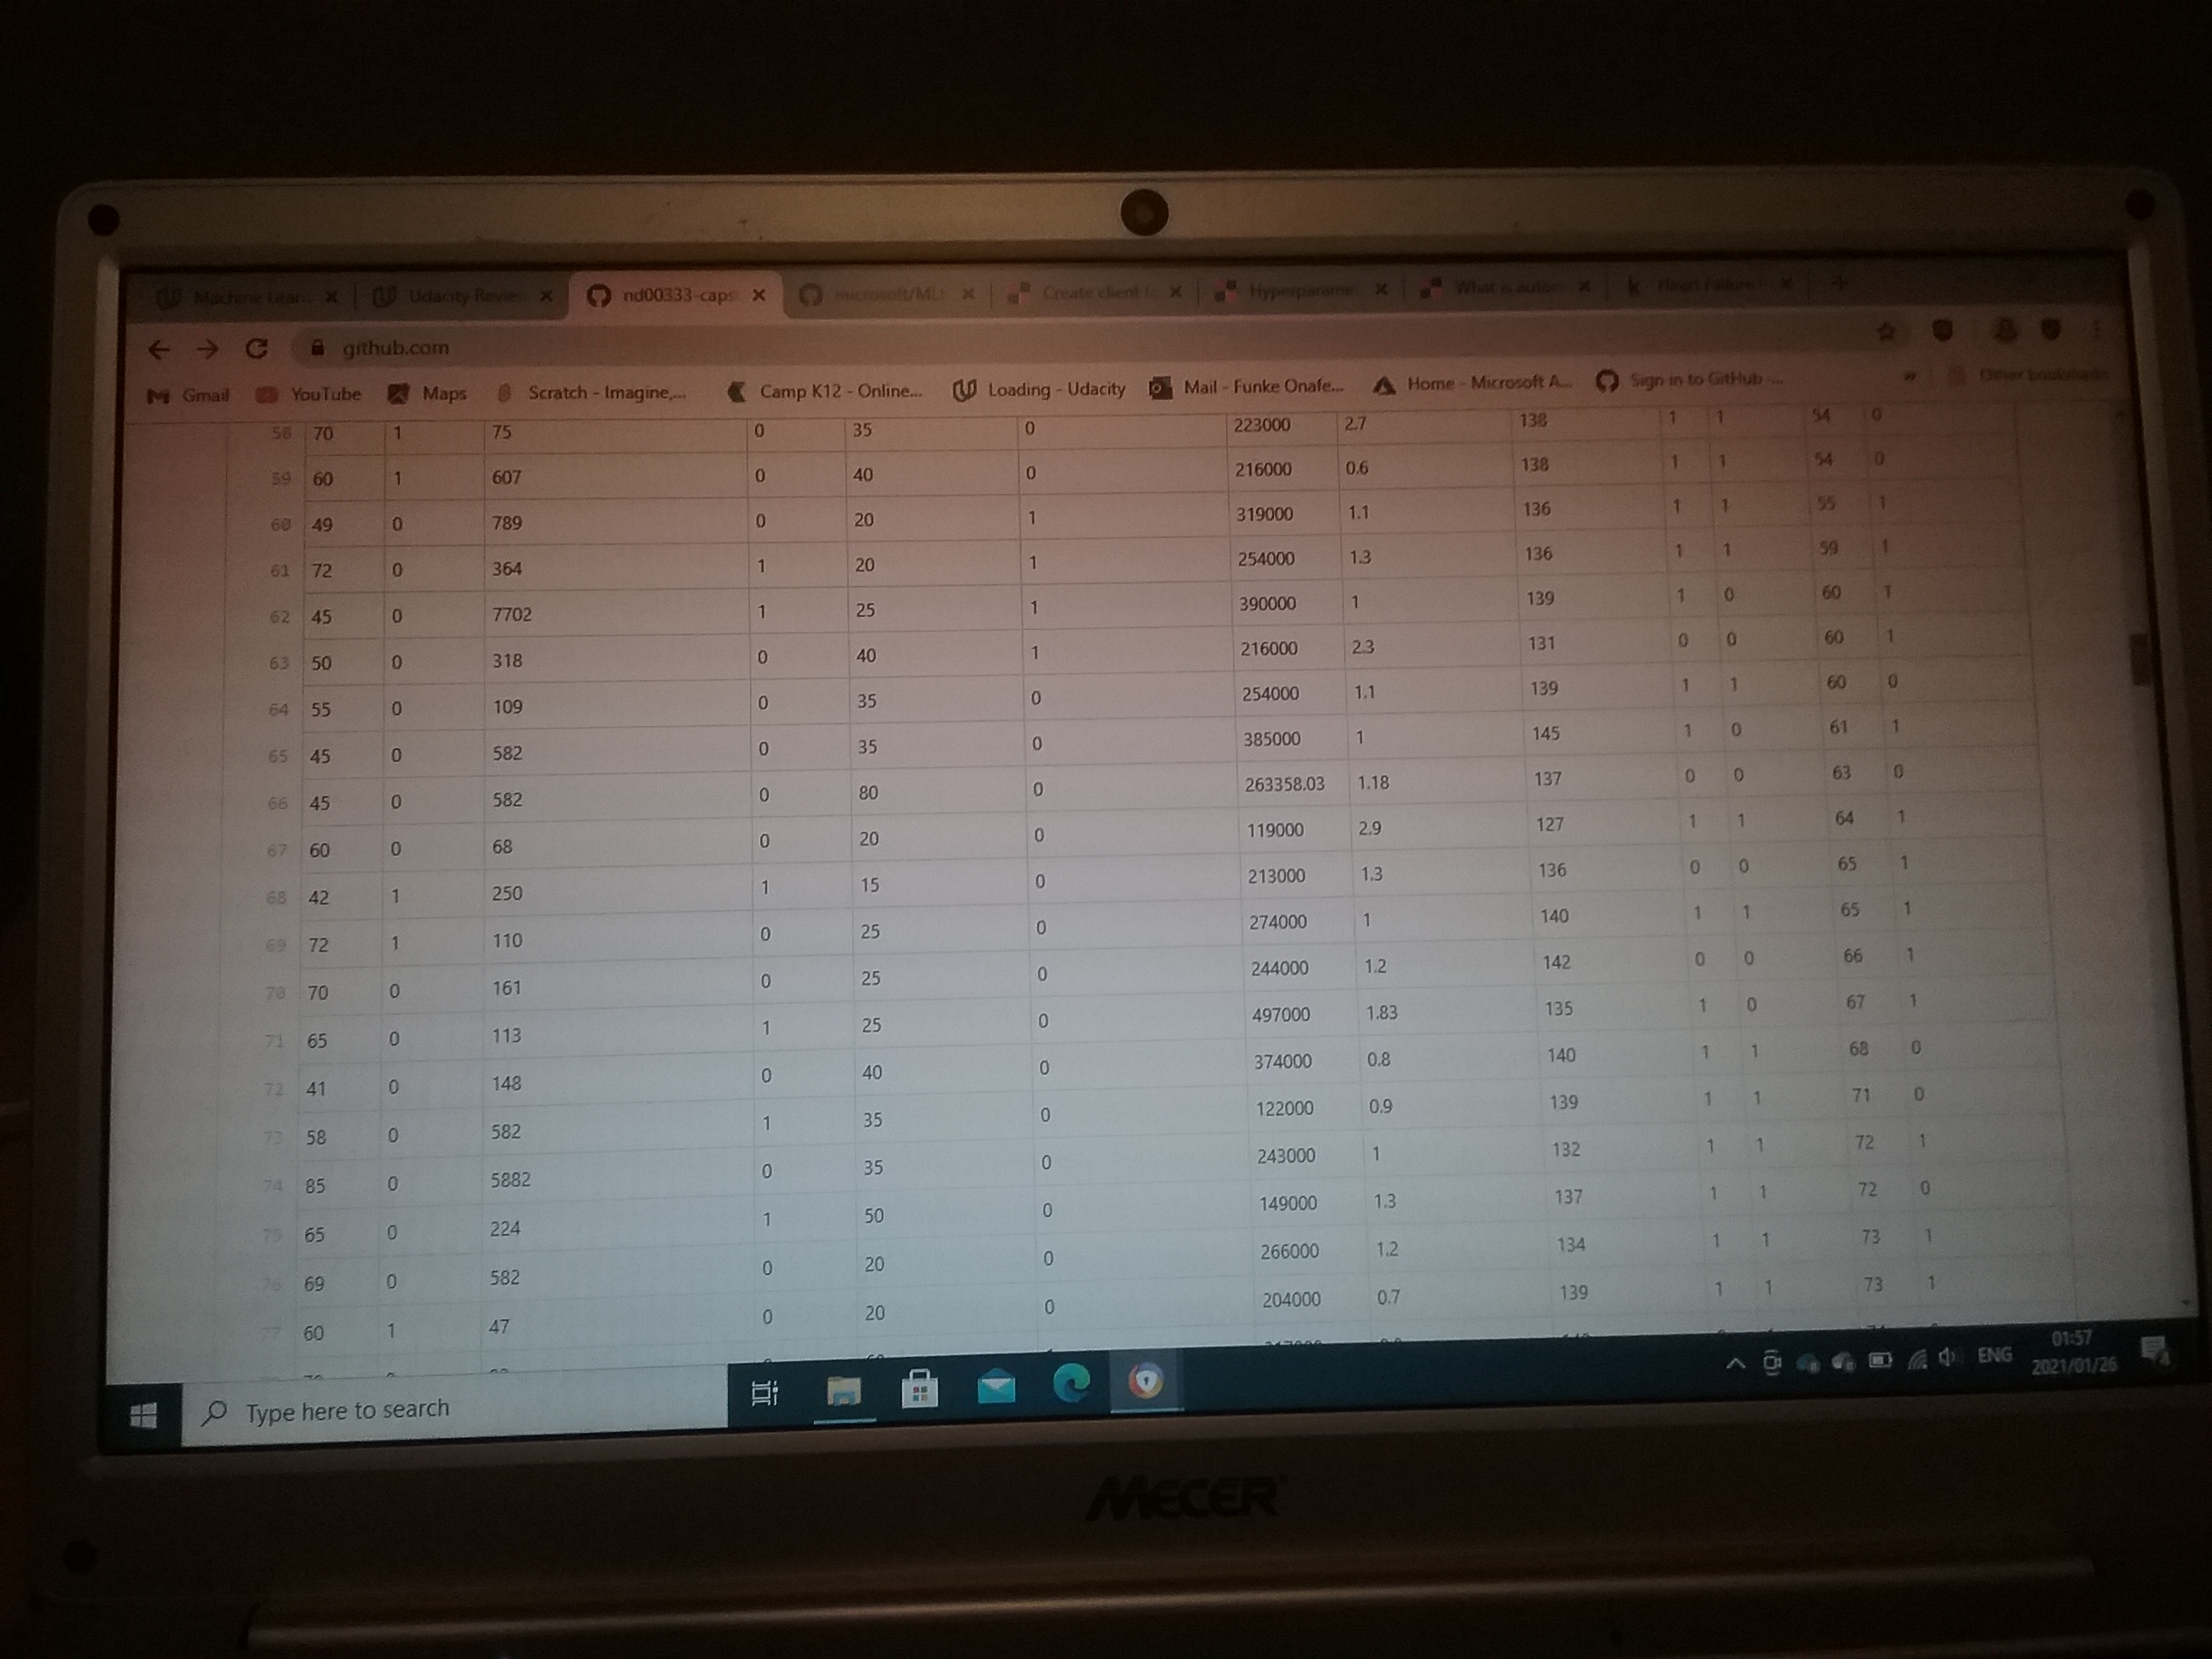 Machine Lear × Udacity Review × nd00333-caps × microsoft/ML × Create client × Hyperparame × What is autom × Heart Failure × +
github.com
Gmail YouTube Maps Scratch - Imagine,... Camp K12 - Online... Loading - Udacity Mail - Funke Onafe... Home - Microsoft A... Sign in to GitHub -... » Other bookmarks
58 70 1 75 0 35 0 223000 2.7 138 1 1 54 0
59 60 1 607 0 40 0 216000 0.6 138 1 1 54 0
60 49 0 789 0 20 1 319000 1.1 136 1 1 55 1
61 72 0 364 1 20 1 254000 1.3 136 1 1 59 1
62 45 0 7702 1 25 1 390000 1 139 1 0 60 1
63 50 0 318 0 40 1 216000 2.3 131 0 0 60 1
64 55 0 109 0 35 0 254000 1.1 139 1 1 60 0
65 45 0 582 0 35 0 385000 1 145 1 0 61 1
66 45 0 582 0 80 0 263358.03 1.18 137 0 0 63 0
67 60 0 68 0 20 0 119000 2.9 127 1 1 64 1
68 42 1 250 1 15 0 213000 1.3 136 0 0 65 1
69 72 1 110 0 25 0 274000 1 140 1 1 65 1
70 70 0 161 0 25 0 244000 1.2 142 0 0 66 1
71 65 0 113 1 25 0 497000 1.83 135 1 0 67 1
72 41 0 148 0 40 0 374000 0.8 140 1 1 68 0
73 58 0 582 1 35 0 122000 0.9 139 1 1 71 0
74 85 0 5882 0 35 0 243000 1 132 1 1 72 1
75 65 0 224 1 50 0 149000 1.3 137 1 1 72 0
76 69 0 582 0 20 0 266000 1.2 134 1 1 73 1
77 60 1 47 0 20 0 204000 0.7 139 1 1 73 1
Type here to search
ENG
01:57
2021/01/26
MECER